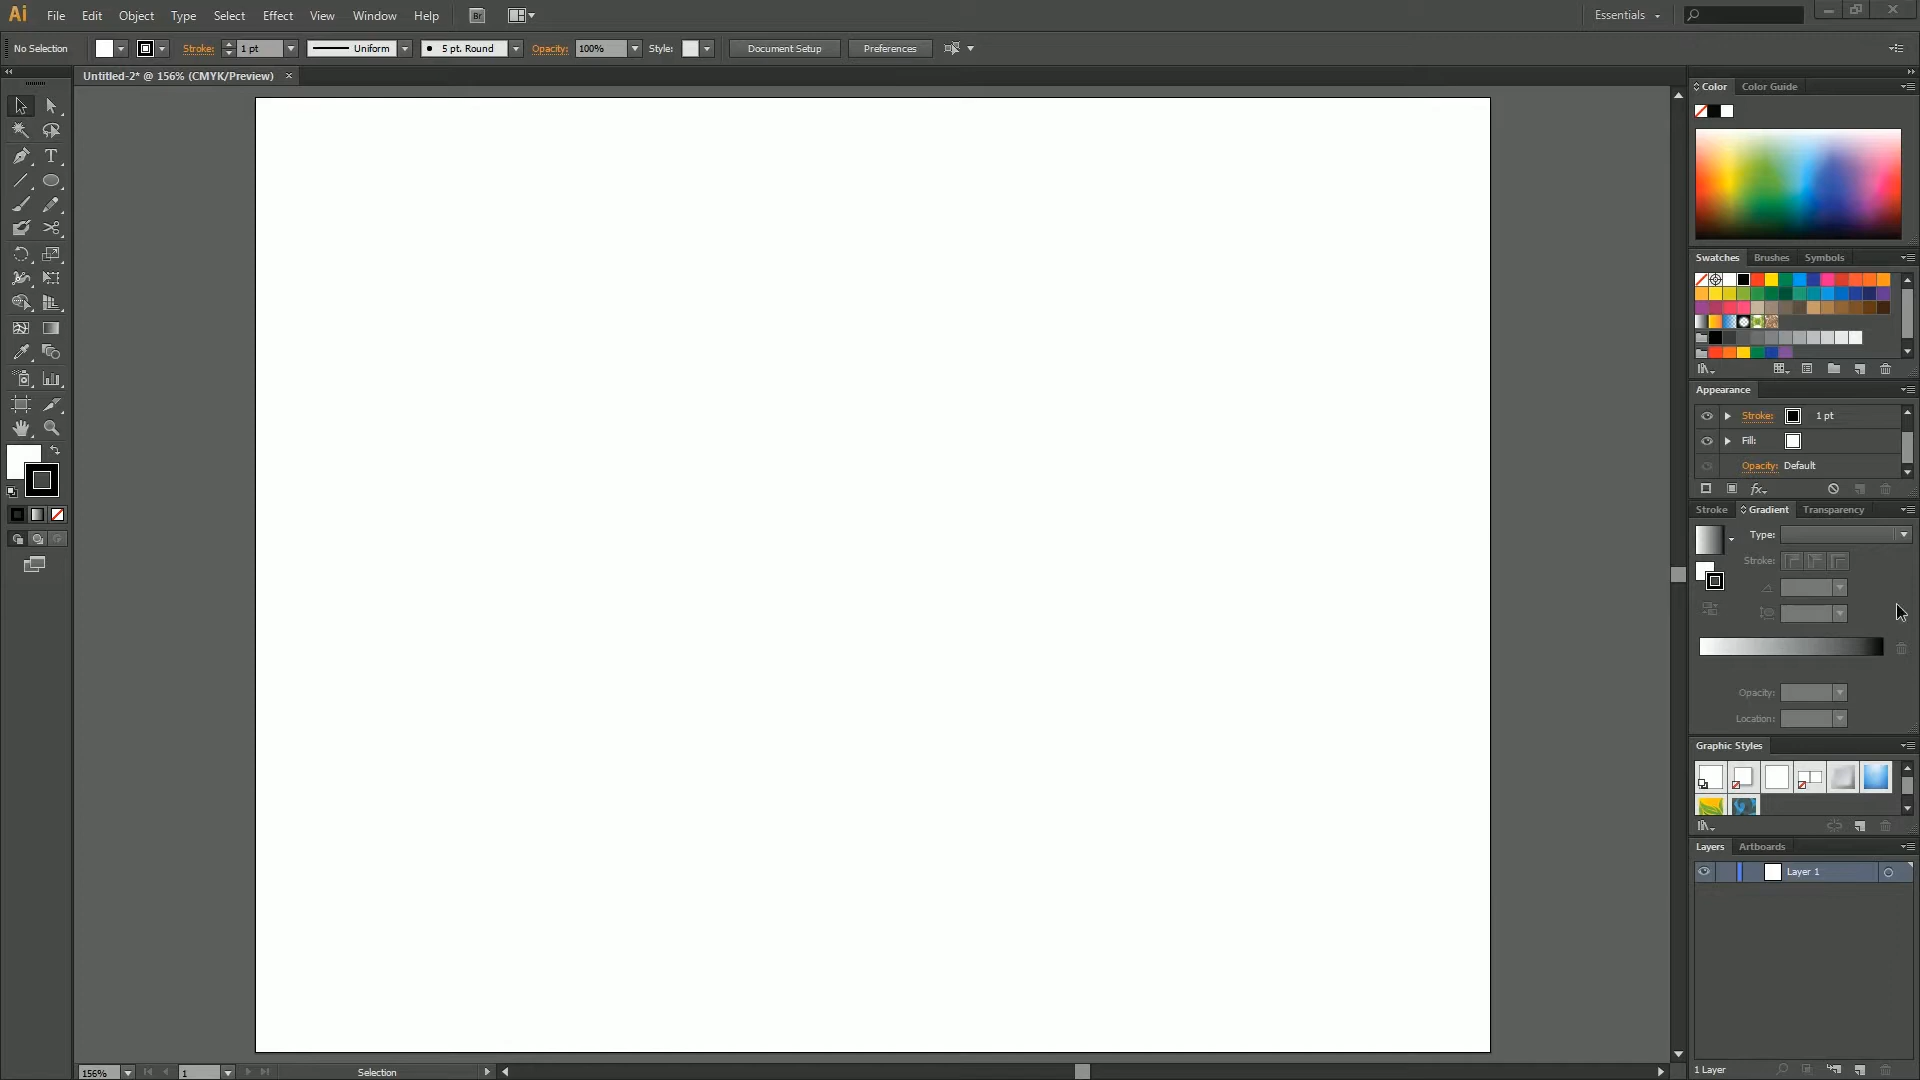 Ai File Edit Object Type Select Effect View Window Help Br Essentials
No Selection Stroke: 1 pt Uniform 5 pt. Round Opacity: 100% Style: Document Setup Preferences
Untitled-2* @ 156% (CMYK/Preview)
Color Color Guide
Swatches Brushes Symbols
Appearance
Stroke: 1 pt
Fill:
Opacity: Default
fx
Stroke Gradient Transparency
Type:
Stroke:
Opacity:
Location:
Graphic Styles
Layers Artboards
Layer 1
1 Layer
156% 1 Selection